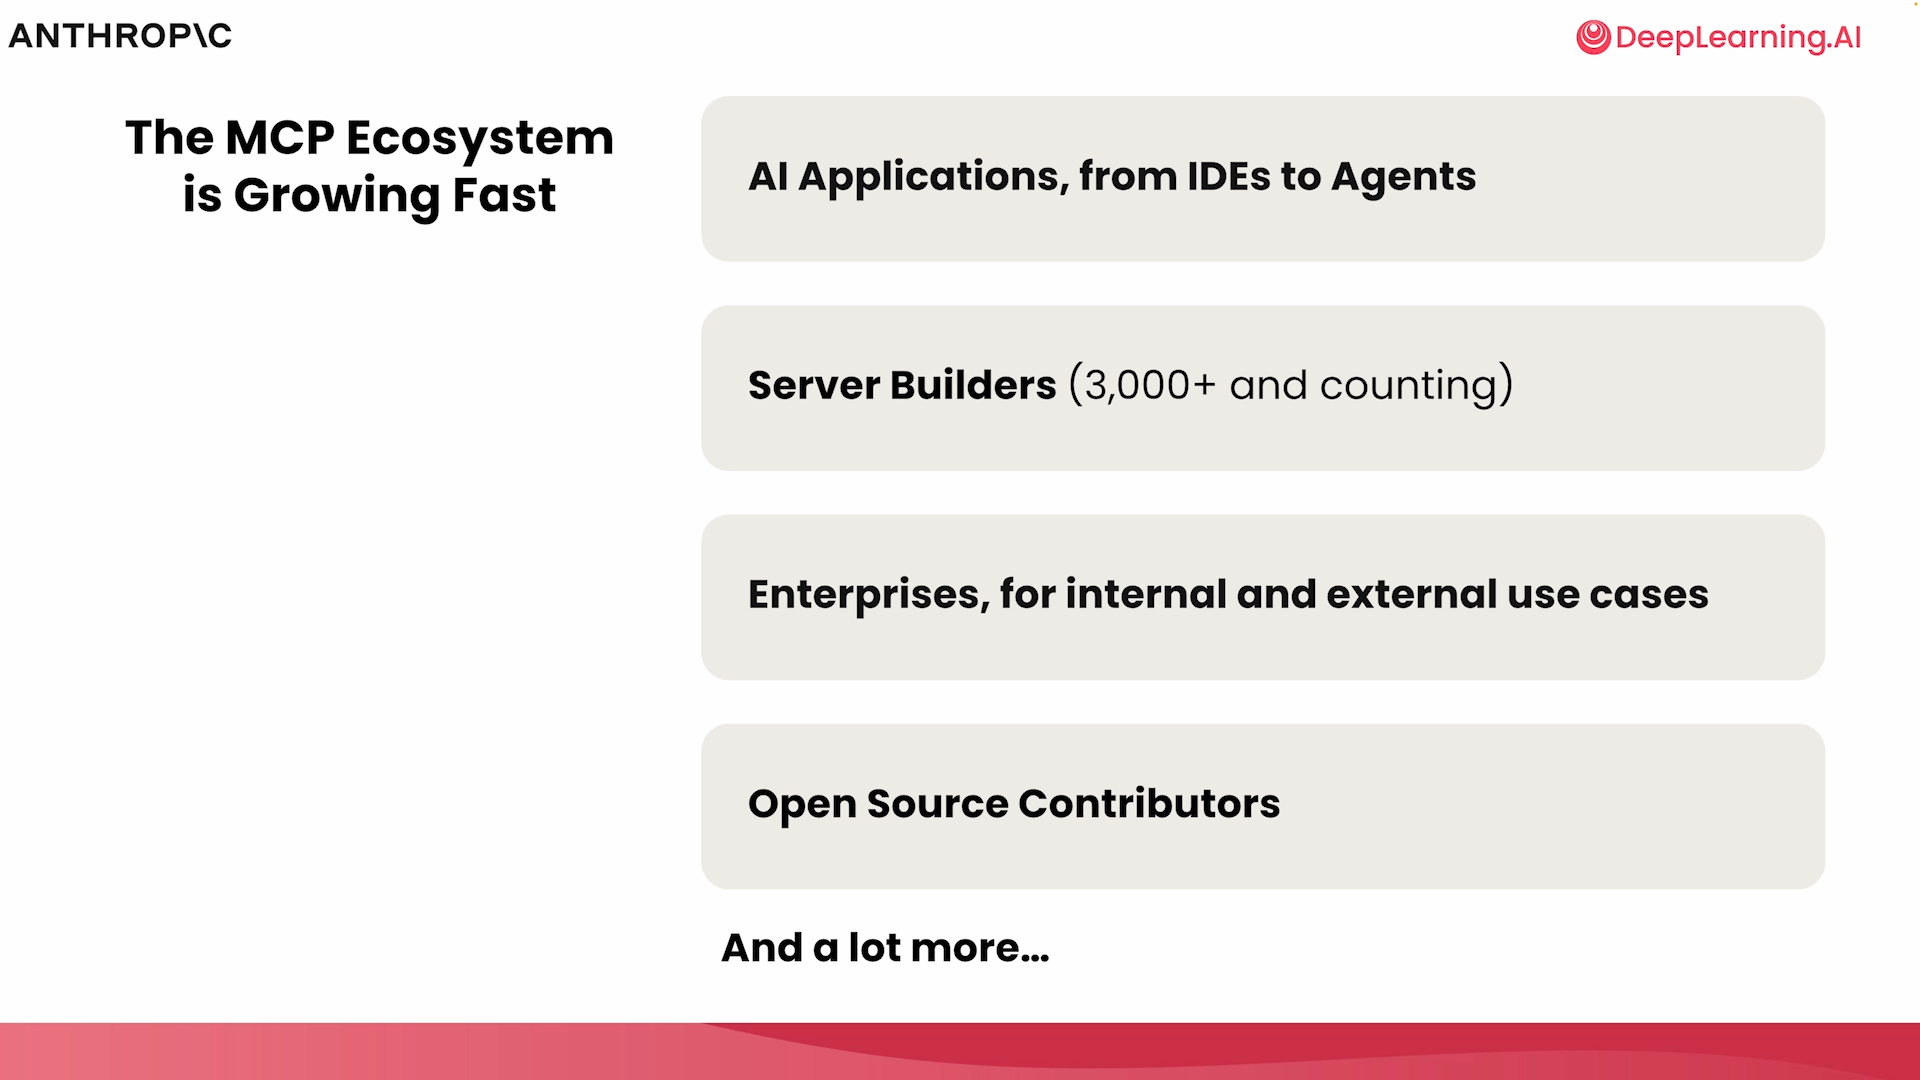 ANTHROP\C
DeepLearning.AI
The MCP Ecosystem
is Growing Fast
AI Applications, from IDEs to Agents
Server Builders (3,000+ and counting)
Enterprises, for internal and external use cases
Open Source Contributors
And a lot more...